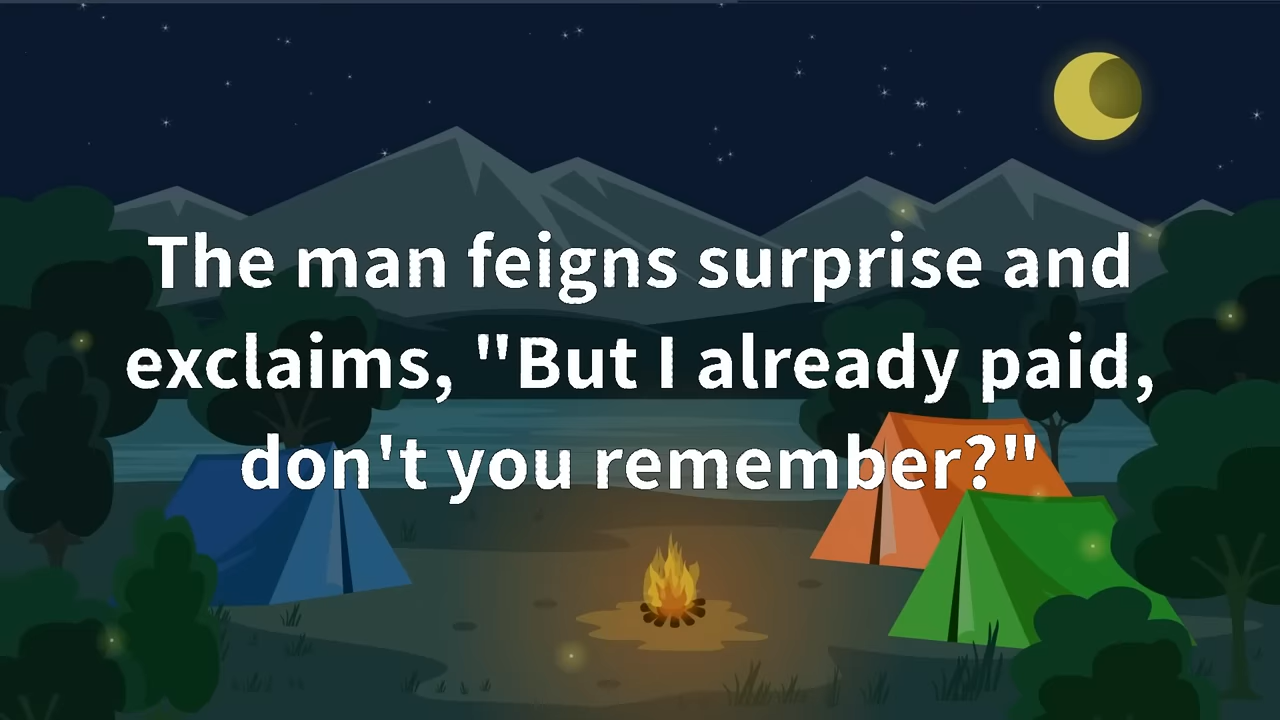 The man feigns surprise and
exclaims, "But I already paid,
don't you remember?"